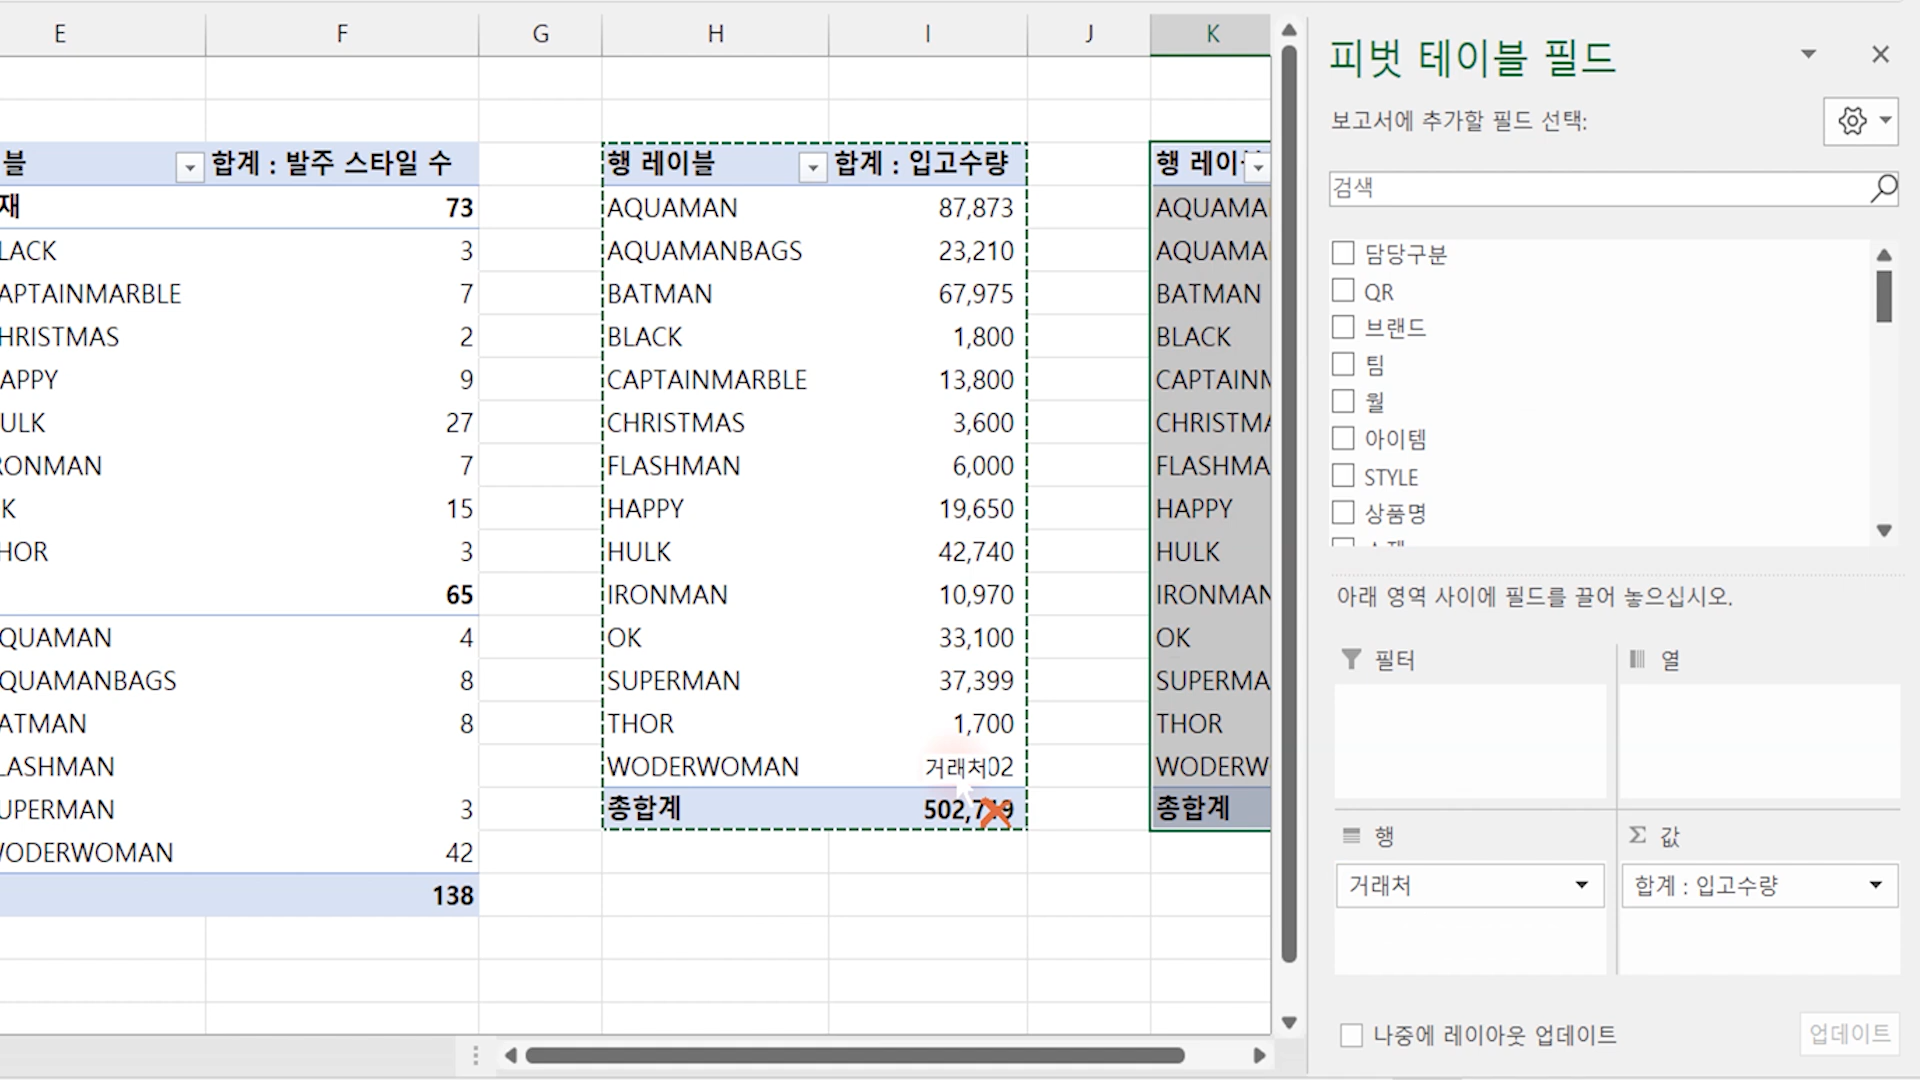 E F G H I J K
블 합계 : 발주 스타일 수 행 레이블 합계 : 입고수량 행 레이
재 73 AQUAMAN 87,873 AQUAMA
LACK 3 AQUAMANBAGS 23,210 AQUAMA
APTAINMARBLE 7 BATMAN 67,975 BATMAN
HRISTMAS 2 BLACK 1,800 BLACK
APPY 9 CAPTAINMARBLE 13,800 CAPTAINM
ULK 27 CHRISTMAS 3,600 CHRISTMA
RONMAN 7 FLASHMAN 6,000 FLASHMA
K 15 HAPPY 19,650 HAPPY
HOR 3 HULK 42,740 HULK
65 IRONMAN 10,970 IRONMAN
QUAMAN 4 OK 33,100 OK
QUAMANBAGS 8 SUPERMAN 37,399 SUPERMA
ATMAN 8 THOR 1,700 THOR
LASHMAN WODERWOMAN 거래처02 WODERW
UPERMAN 3 총합계 502,719 총합계
WODERWOMAN 42
138
피벗 테이블 필드
보고서에 추가할 필드 선택:
검색
담당구분
QR
브랜드
팀
월
아이템
STYLE
상품명
아래 영역 사이에 필드를 끌어 놓으십시오.
필터 열
행 Σ 값
거래처 합계 : 입고수량
나중에 레이아웃 업데이트 업데이트